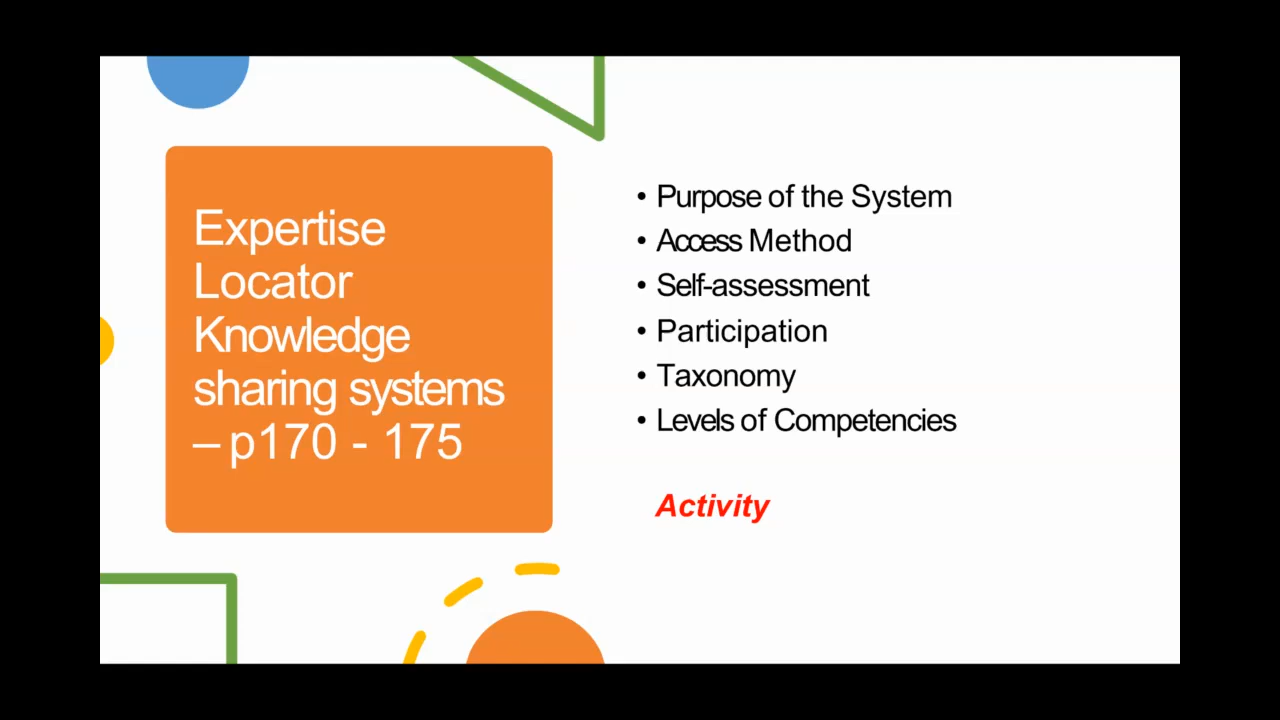 Expertise
Locator
Knowledge
sharing systems
– p170 - 175
• Purpose of the System
• Access Method
• Self-assessment
• Participation
• Taxonomy
• Levels of Competencies
Activity